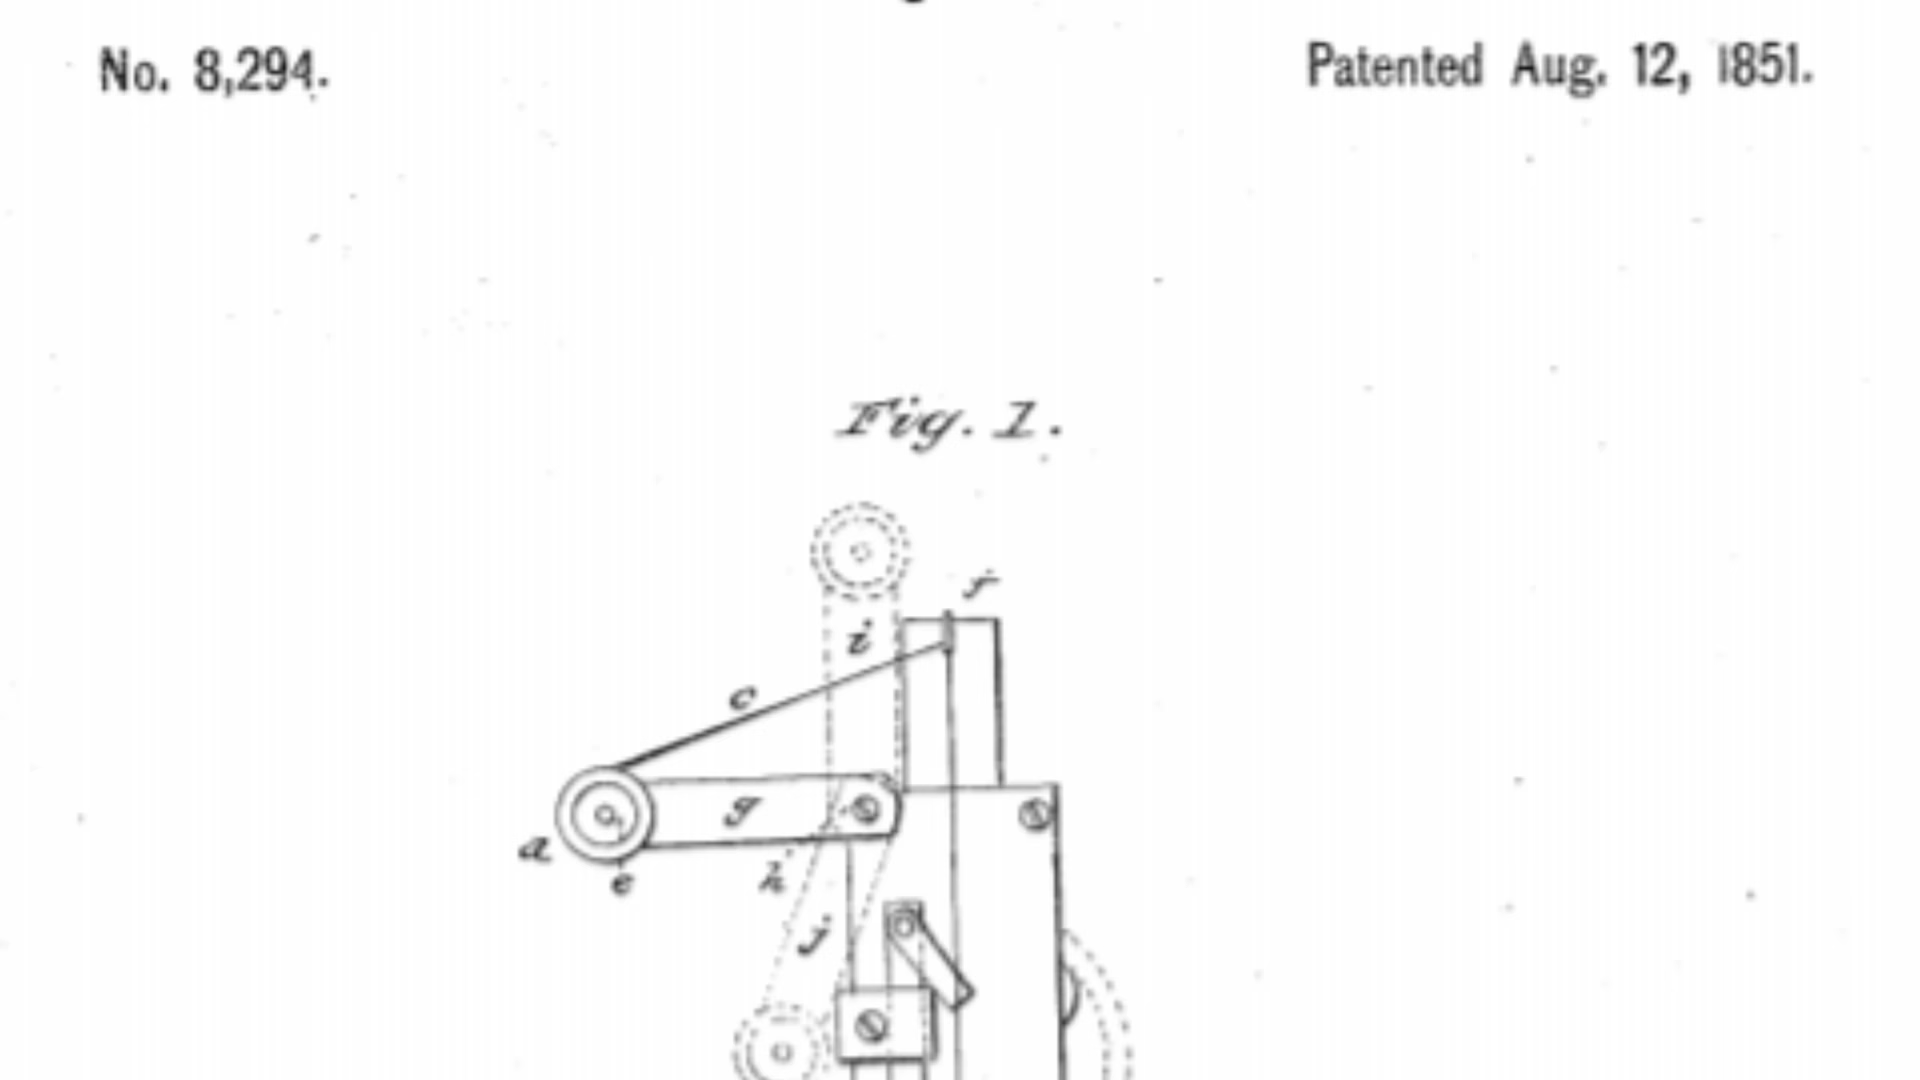 No. 8,294.
Patented Aug. 12, 1851.
Fig. 1.
f
i
c
g
a
e
h
j